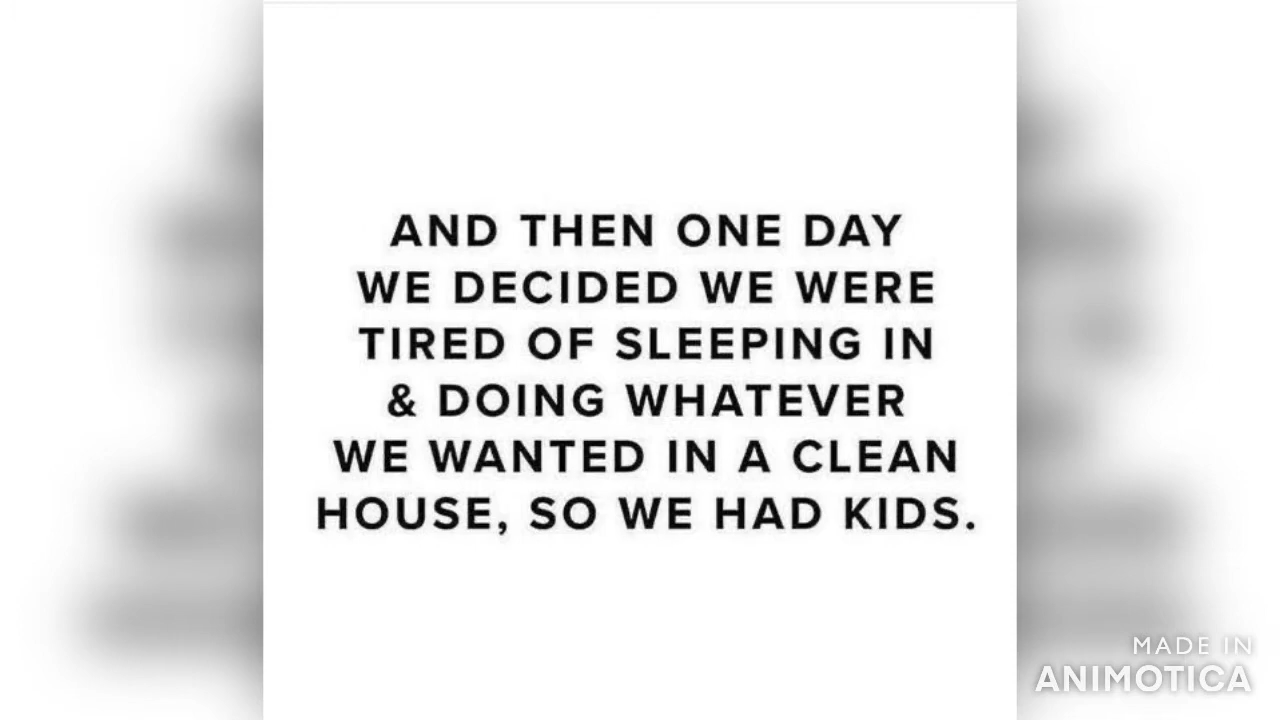 AND THEN ONE DAY
WE DECIDED WE WERE
TIRED OF SLEEPING IN
& DOING WHATEVER
WE WANTED IN A CLEAN
HOUSE, SO WE HAD KIDS.
MADE IN
ANIMOTICA